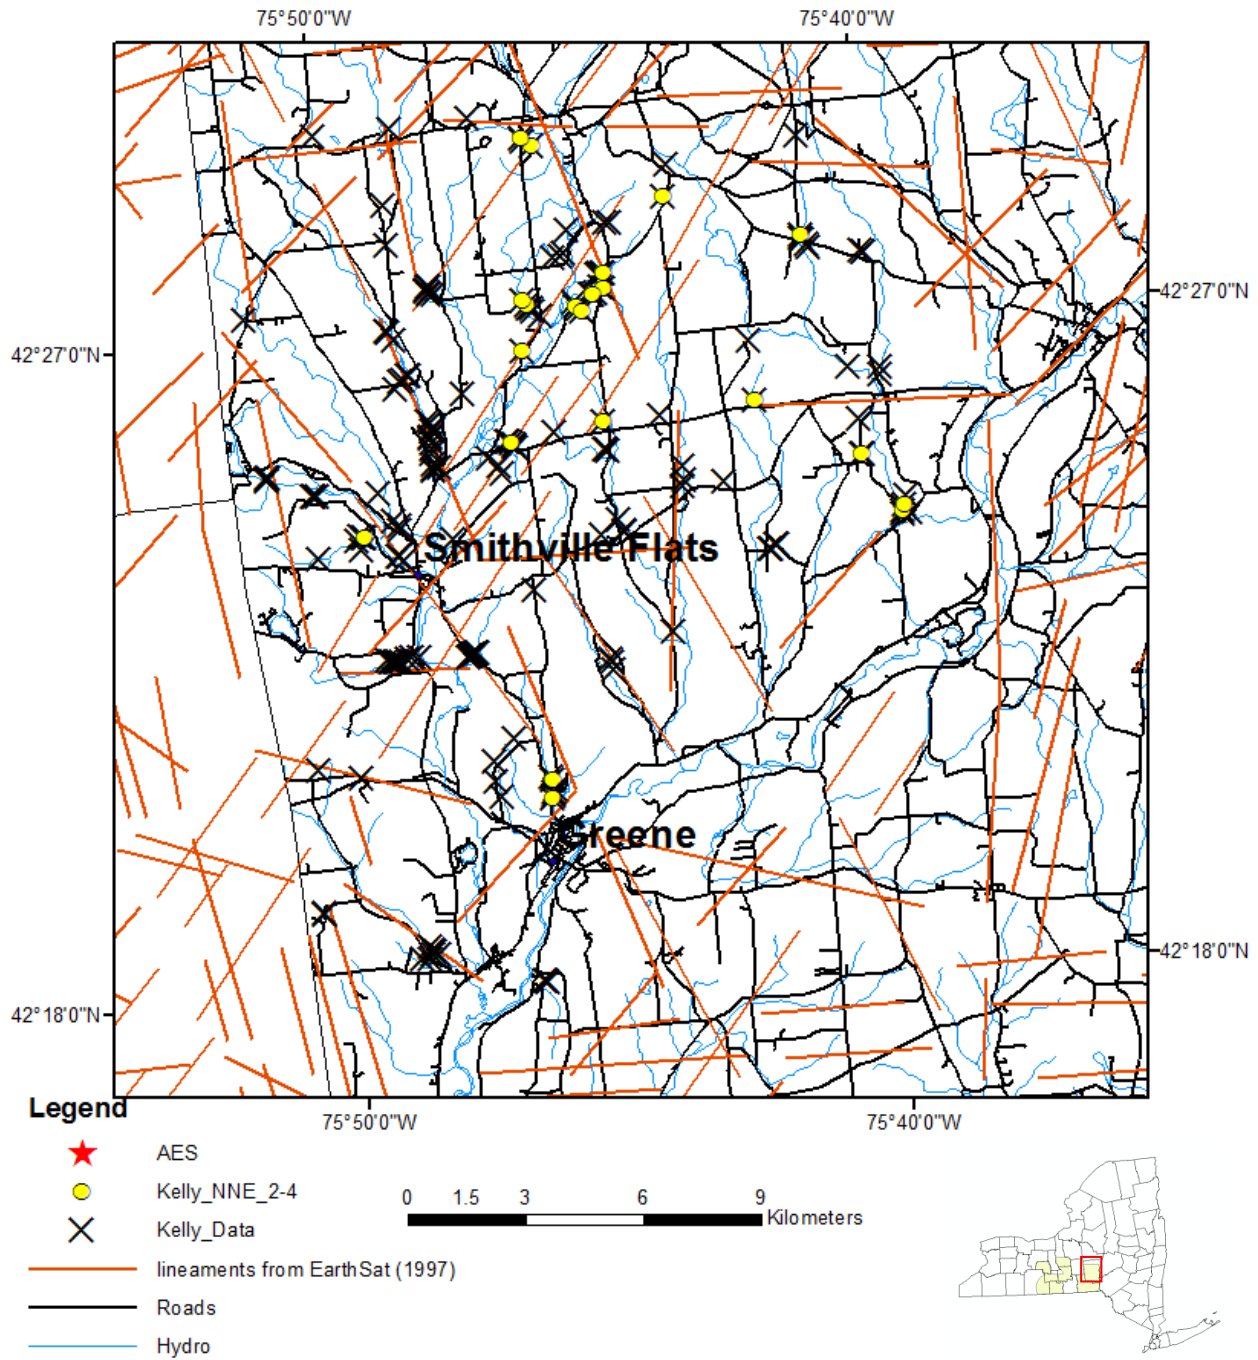 75°50'0"W
75°40'0"W
42°27'0"N
42°27'0"N
Smithville Flats
Greene
42°18'0"N
42°18'0"N
75°50'0"W
75°40'0"W
Legend
AES
Kelly_NNE_2-4
Kelly_Data
lineaments from EarthSat (1997)
Roads
Hydro
0 1.5 3 6 9
Kilometers